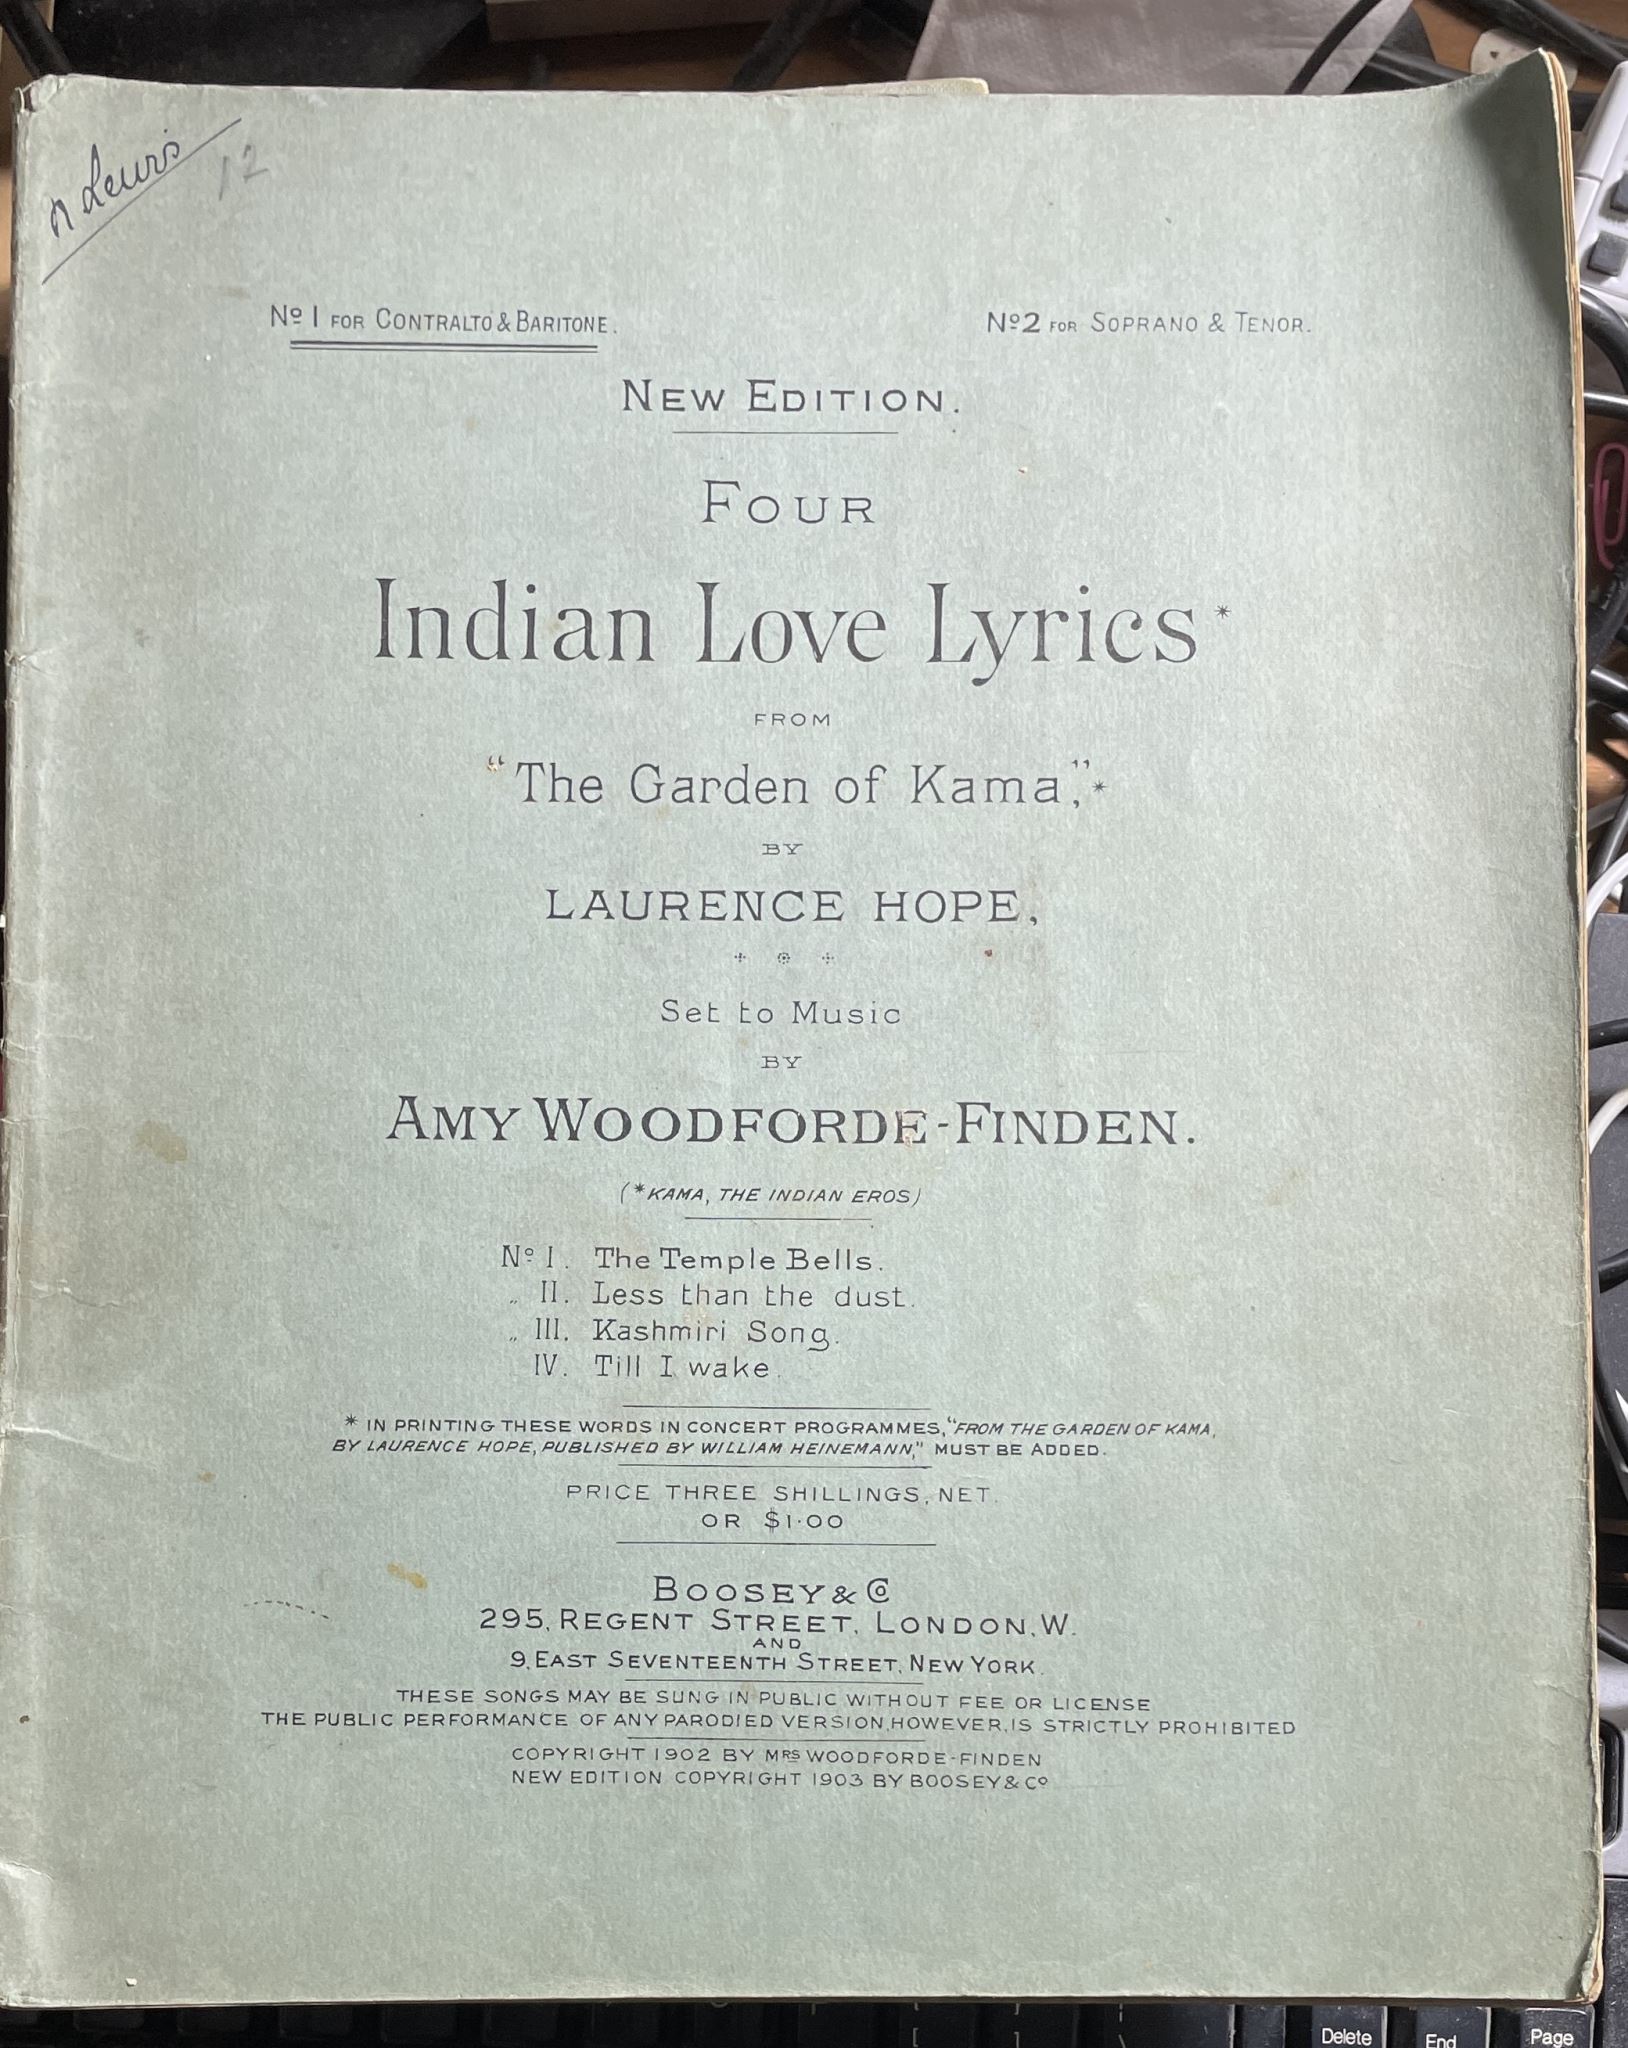 n Lewis
12
Nº 1 FOR CONTRALTO & BARITONE.
Nº 2 FOR SOPRANO & TENOR.
NEW EDITION.
FOUR
Indian Love Lyrics*
FROM
"The Garden of Kama,"*
BY
LAURENCE HOPE,
Set to Music
BY
AMY WOODFORDE-FINDEN.
(*KAMA, THE INDIAN EROS)
Nº I. The Temple Bells.
„ II. Less than the dust.
„ III. Kashmiri Song.
IV. Till I wake.
* IN PRINTING THESE WORDS IN CONCERT PROGRAMMES, "FROM THE GARDEN OF KAMA,
BY LAURENCE HOPE, PUBLISHED BY WILLIAM HEINEMANN," MUST BE ADDED.
PRICE THREE SHILLINGS, NET.
OR $1·00
BOOSEY & Cº
295, REGENT STREET, LONDON, W.
AND
9, EAST SEVENTEENTH STREET, NEW YORK.
THESE SONGS MAY BE SUNG IN PUBLIC WITHOUT FEE OR LICENSE
THE PUBLIC PERFORMANCE OF ANY PARODIED VERSION, HOWEVER, IS STRICTLY PROHIBITED
COPYRIGHT 1902 BY MRS WOODFORDE-FINDEN
NEW EDITION COPYRIGHT 1903 BY BOOSEY & Cº
Delete End Page